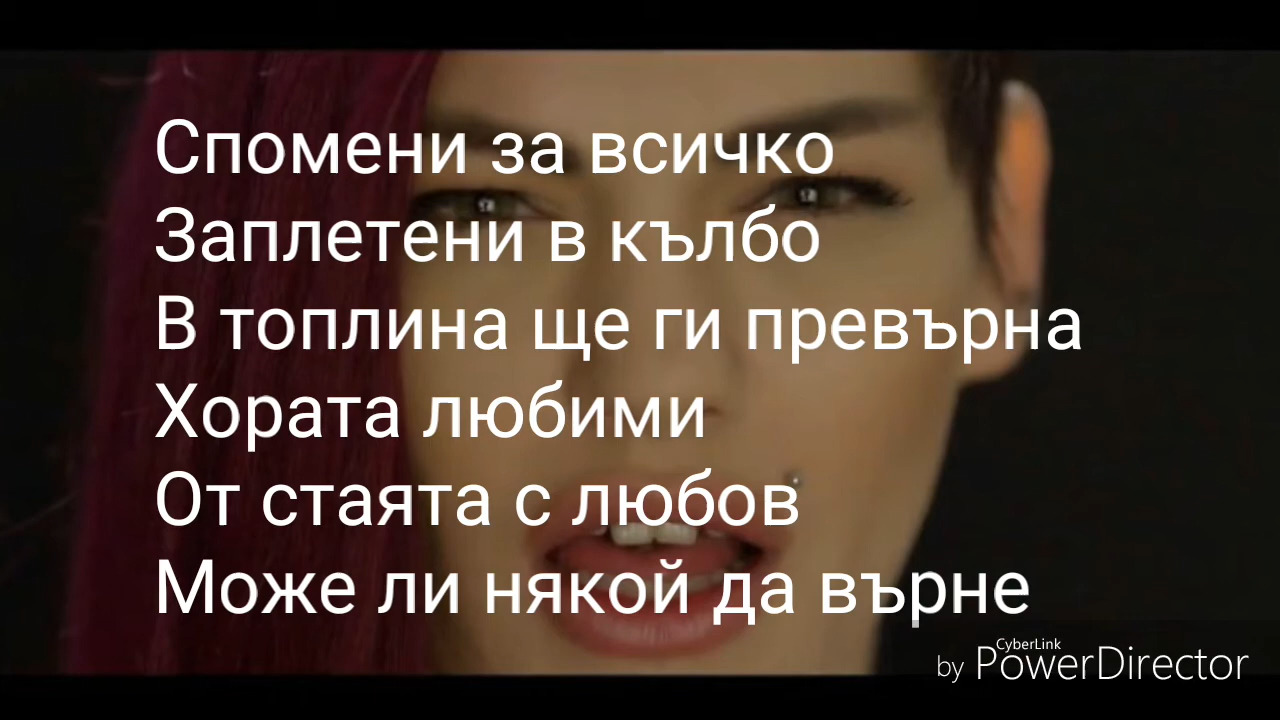 Спомени за всичко
Заплетени в кълбо
В топлина ще ги превърна
Хората любими
От стаята с любов
Може ли някой да върне
CyberLink
by PowerDirector